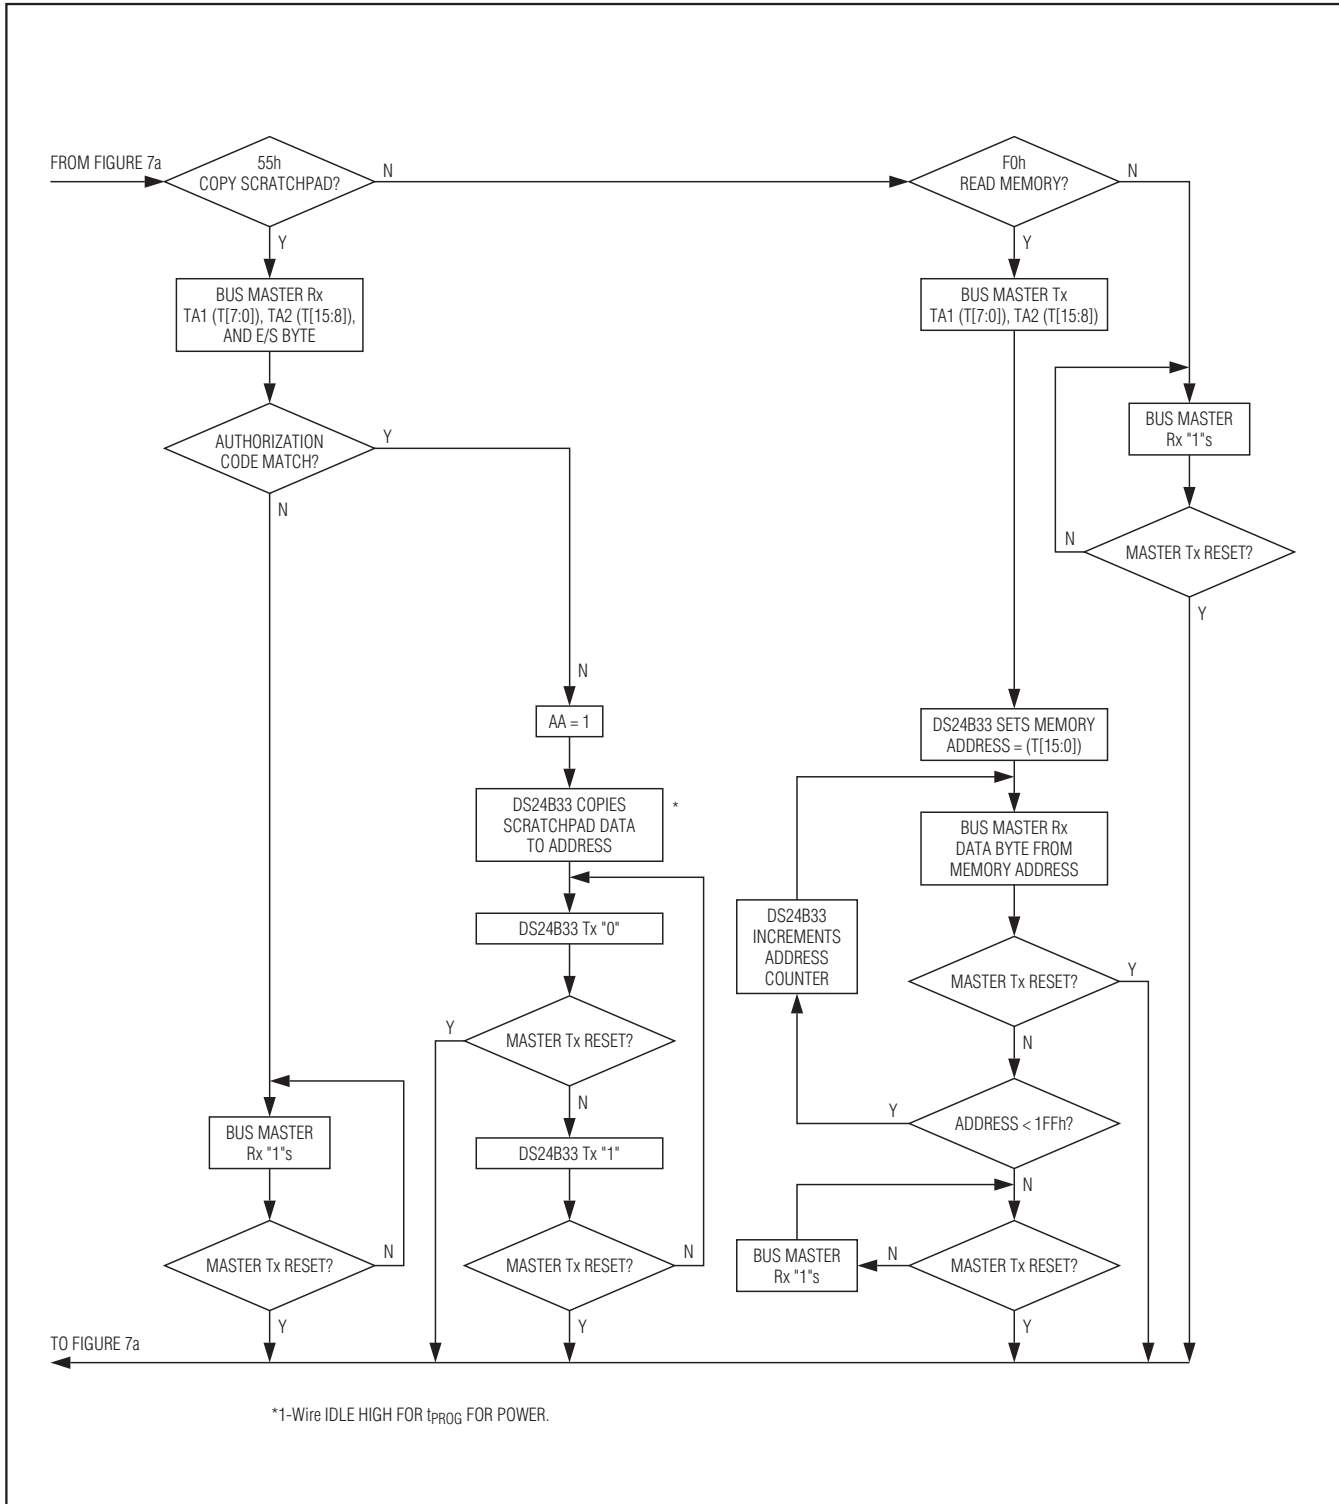 FROM FIGURE 7a
55h
COPY SCRATCHPAD?
N
Y
F0h
READ MEMORY?
N
Y
BUS MASTER Rx
TA1 (T[7:0]), TA2 (T[15:8]),
AND E/S BYTE
BUS MASTER Tx
TA1 (T[7:0]), TA2 (T[15:8])
AUTHORIZATION
CODE MATCH?
Y
N
BUS MASTER
Rx "1"s
MASTER Tx RESET?
N
Y
N
AA = 1
DS24B33 COPIES
SCRATCHPAD DATA
TO ADDRESS
*
DS24B33 Tx "0"
MASTER Tx RESET?
Y
N
DS24B33 Tx "1"
MASTER Tx RESET?
N
Y
DS24B33 SETS MEMORY
ADDRESS = (T[15:0])
BUS MASTER Rx
DATA BYTE FROM
MEMORY ADDRESS
DS24B33
INCREMENTS
ADDRESS
COUNTER
MASTER Tx RESET?
Y
N
ADDRESS < 1FFh?
Y
N
BUS MASTER
Rx "1"s
N
MASTER Tx RESET?
Y
BUS MASTER
Rx "1"s
MASTER Tx RESET?
N
Y
TO FIGURE 7a
*1-Wire IDLE HIGH FOR tPROG FOR POWER.